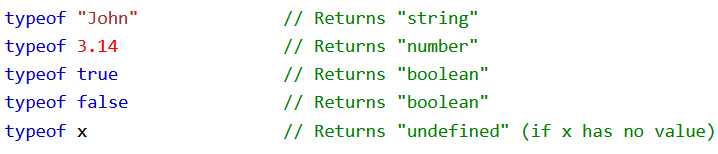 typeof "John"                // Returns "string"
typeof 3.14                  // Returns "number"
typeof true                  // Returns "boolean"
typeof false                 // Returns "boolean"
typeof x                     // Returns "undefined" (if x has no value)